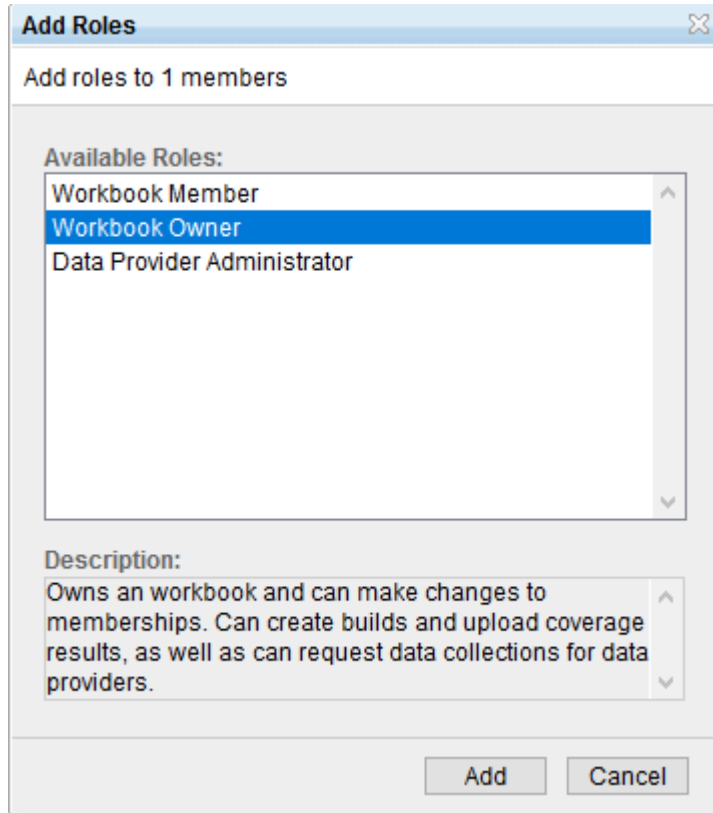 Add Roles
Add roles to 1 members
Available Roles:
Workbook Member
Workbook Owner
Data Provider Administrator
Description:
Owns an workbook and can make changes to
memberships. Can create builds and upload coverage
results, as well as can request data collections for data
providers.
Add
Cancel